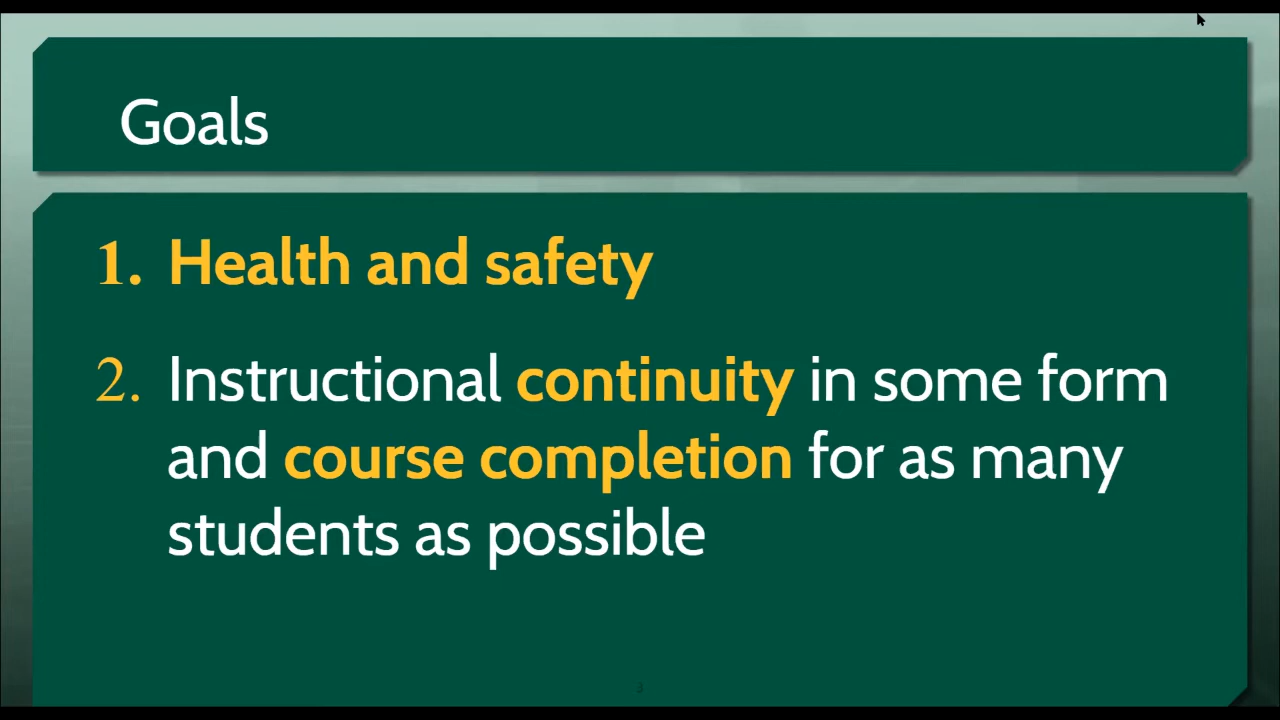 Goals
1. Health and safety
2. Instructional continuity in some form
and course completion for as many
students as possible
3